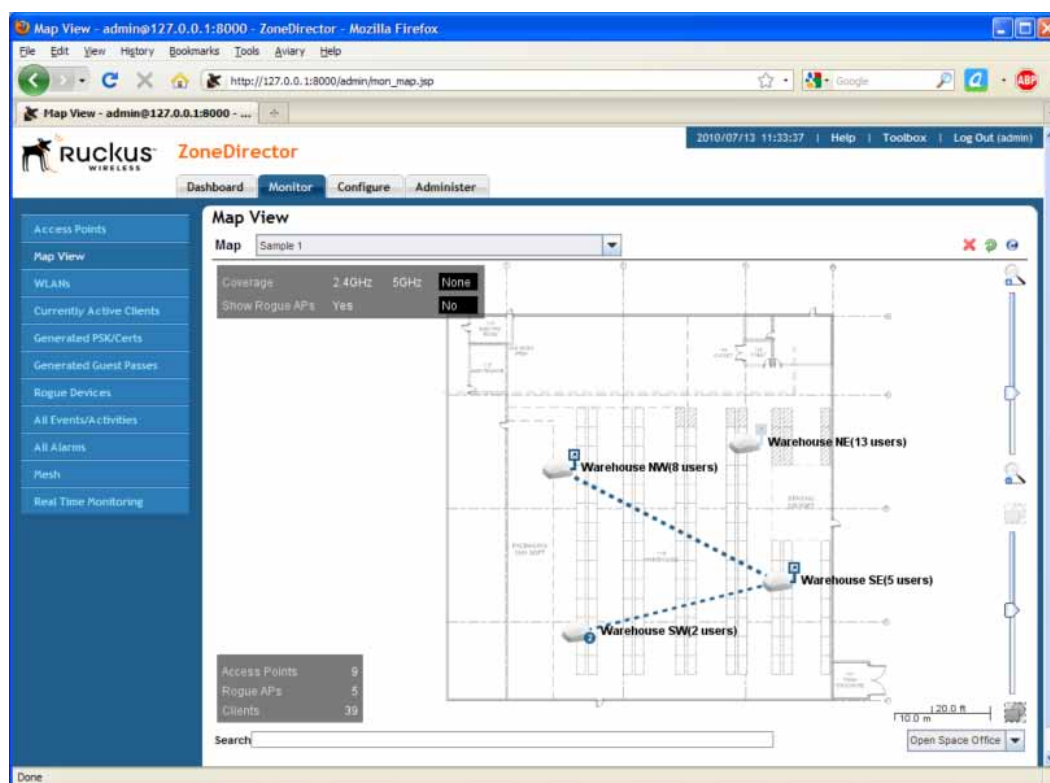 Map View - admin@127.0.0.1:8000 - ZoneDirector - Mozilla Firefox
File Edit View History Bookmarks Tools Aviary Help
http://127.0.0.1:8000/admin/mon_map.jsp Google ABP
Map View - admin@127.0.0.1:8000 - ...
2010/07/13 11:33:37 | Help | Toolbox | Log Out (admin)
RUCKUS WIRELESS ZoneDirector
Dashboard Monitor Configure Administer
Access Points
Map View
WLANs
Currently Active Clients
Generated PSK/Certs
Generated Guest Passes
Rogue Devices
All Events/Activities
All Alarms
Mesh
Real Time Monitoring
Map View
Map Sample 1
Coverage 2.4GHz 5GHz None
Show Rogue APs Yes No
Warehouse NE(13 users)
Warehouse NW(8 users)
Warehouse SE(5 users)
Warehouse SW(2 users)
2
Access Points 9
Rogue APs 5
Clients 39
20.0 ft
10.0 m
Search
Open Space Office
Done